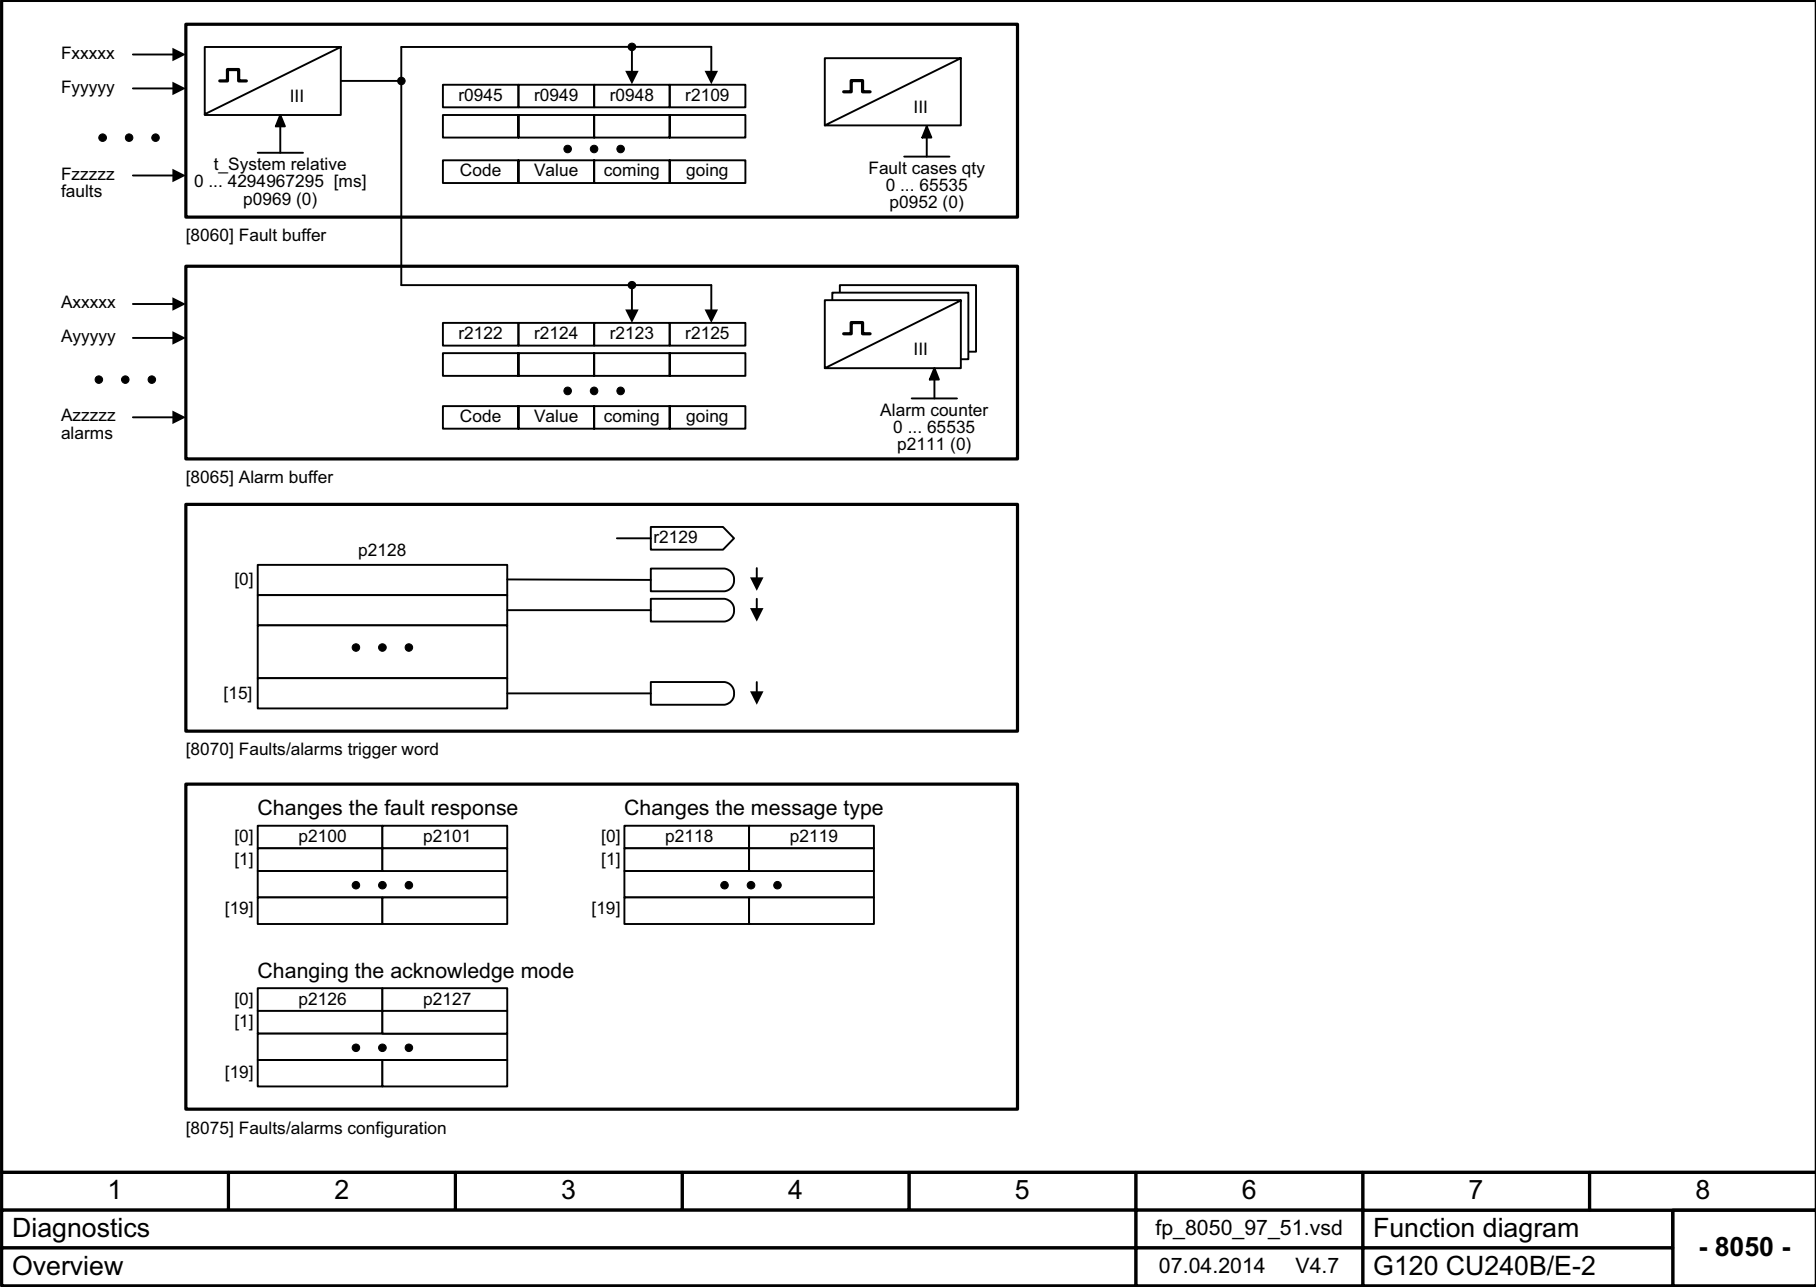 Fxxxxx
Fyyyyy
Fzzzzz
faults
III
t_System relative
0 ... 4294967295 [ms]
p0969 (0)
r0945 r0949 r0948 r2109
Code Value coming going
III
Fault cases qty
0 ... 65535
p0952 (0)
[8060] Fault buffer
Axxxxx
Ayyyyy
Azzzzz
alarms
r2122 r2124 r2123 r2125
Code Value coming going
III
Alarm counter
0 ... 65535
p2111 (0)
[8065] Alarm buffer
p2128
r2129
[0]
[15]
[8070] Faults/alarms trigger word
Changes the fault response
[0] p2100 p2101
[1]
[19]
Changes the message type
[0] p2118 p2119
[1]
[19]
Changing the acknowledge mode
[0] p2126 p2127
[1]
[19]
[8075] Faults/alarms configuration
1 2 3 4 5 6 7 8
Diagnostics fp_8050_97_51.vsd Function diagram
- 8050 -
Overview 07.04.2014 V4.7 G120 CU240B/E-2